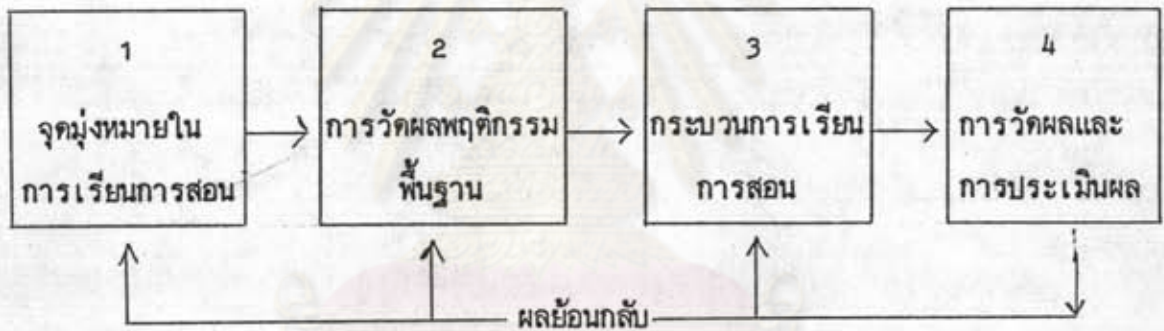 1
จุดมุ่งหมายใน
การเรียนการสอน
2
การวัดผลพฤติกรรม
พื้นฐาน
3
กระบวนการเรียน
การสอน
4
การวัดผลและ
การประเมินผล
ผลย้อนกลับ